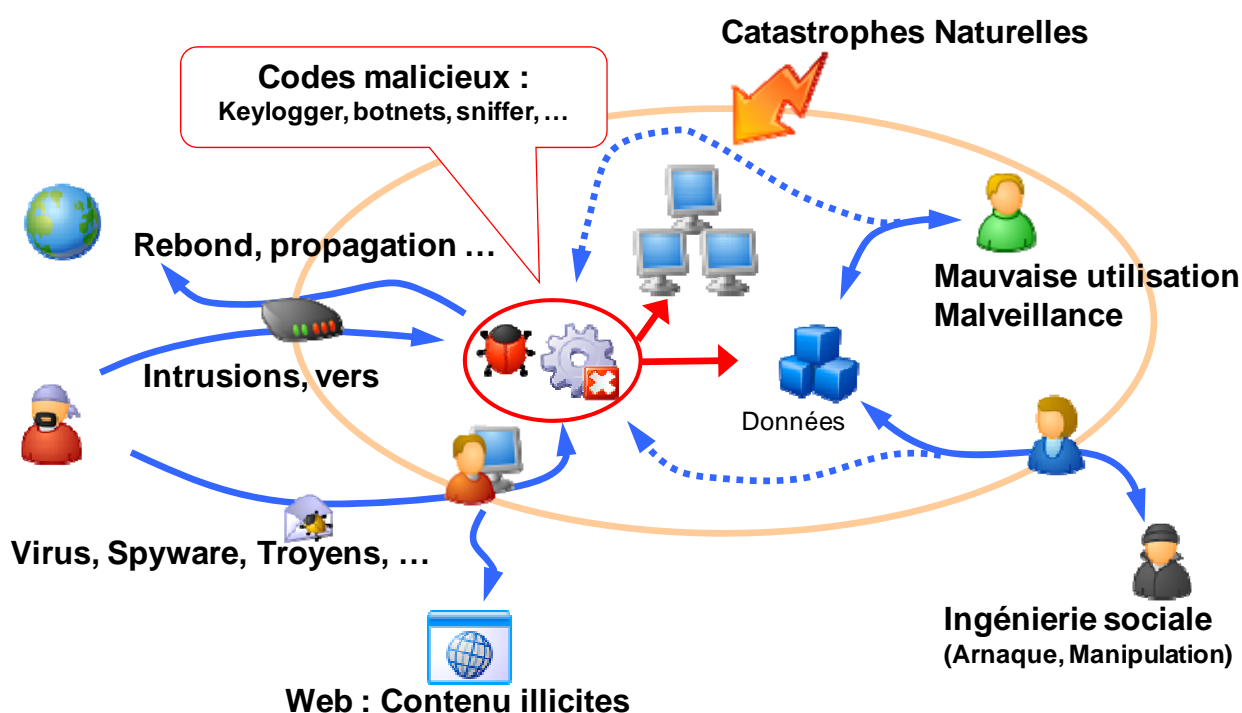 Catastrophes Naturelles
Codes malicieux :
Keylogger, botnets, sniffer, …
Rebond, propagation …
Mauvaise utilisation
Malveillance
Intrusions, vers
Données
Virus, Spyware, Troyens, …
Ingénierie sociale
(Arnaque, Manipulation)
Web : Contenu illicites